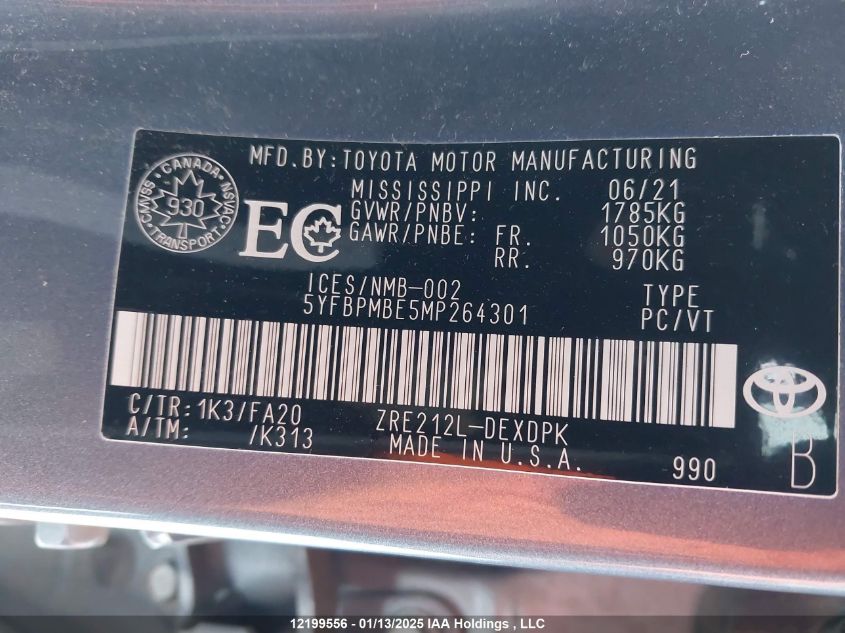 MFD.BY:TOYOTA MOTOR MANUFACTURING
MISSISSIPPI INC. 06/21
GVWR/PNBV: 1785KG
GAWR/PNBE: FR. 1050KG
RR. 970KG
CANADA
CMVSS NSVAC
930
TRANSPORT
EC
ICES/NMB-002 TYPE
5YFBPMBE5MP264301 PC/VT
C/TR:1K3/FA20 ZRE212L-DEXDPK
A/TM: /K313 MADE IN U.S.A.
990 B
12199556 - 01/13/2025 IAA Holdings , LLC